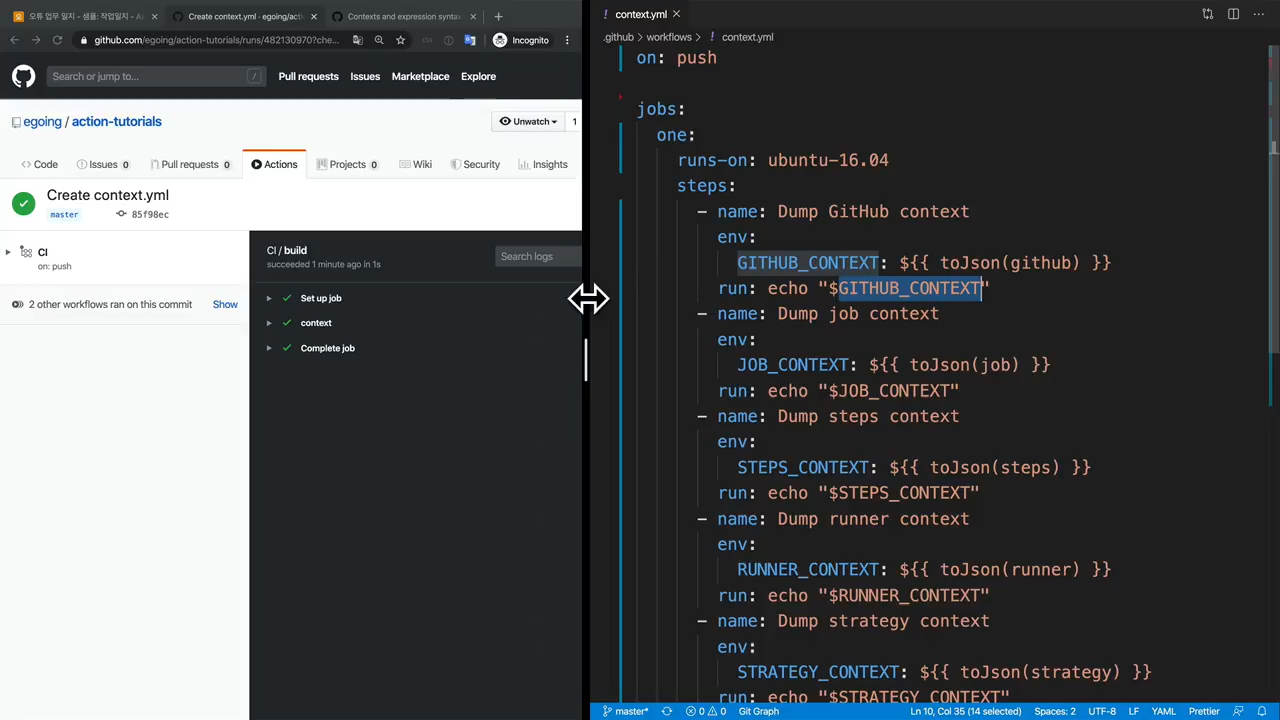 오류 업무 일지 - 샘플: 작업일지 - Ai
Create context.yml · egoing/actio
Contexts and expression syntax
github.com/egoing/action-tutorials/runs/482130970?che...
Incognito
Search or jump to...
/
Pull requests
Issues
Marketplace
Explore
egoing / action-tutorials
Unwatch
1
Code
Issues 0
Pull requests 0
Actions
Projects 0
Wiki
Security
Insights
Create context.yml
master
85f98ec
CI
on: push
2 other workflows ran on this commit
Show
CI / build
succeeded 1 minute ago in 1s
Search logs
Set up job
context
Complete job
! context.yml
.github > workflows > ! context.yml
on: push
jobs:
one:
runs-on: ubuntu-16.04
steps:
- name: Dump GitHub context
env:
GITHUB_CONTEXT: ${{ toJson(github) }}
run: echo "$GITHUB_CONTEXT"
- name: Dump job context
env:
JOB_CONTEXT: ${{ toJson(job) }}
run: echo "$JOB_CONTEXT"
- name: Dump steps context
env:
STEPS_CONTEXT: ${{ toJson(steps) }}
run: echo "$STEPS_CONTEXT"
- name: Dump runner context
env:
RUNNER_CONTEXT: ${{ toJson(runner) }}
run: echo "$RUNNER_CONTEXT"
- name: Dump strategy context
env:
STRATEGY_CONTEXT: ${{ toJson(strategy) }}
run: echo "$STRATEGY_CONTEXT"
master*
0
0
Git Graph
Ln 10, Col 35 (14 selected)
Spaces: 2
UTF-8
LF
YAML
Prettier